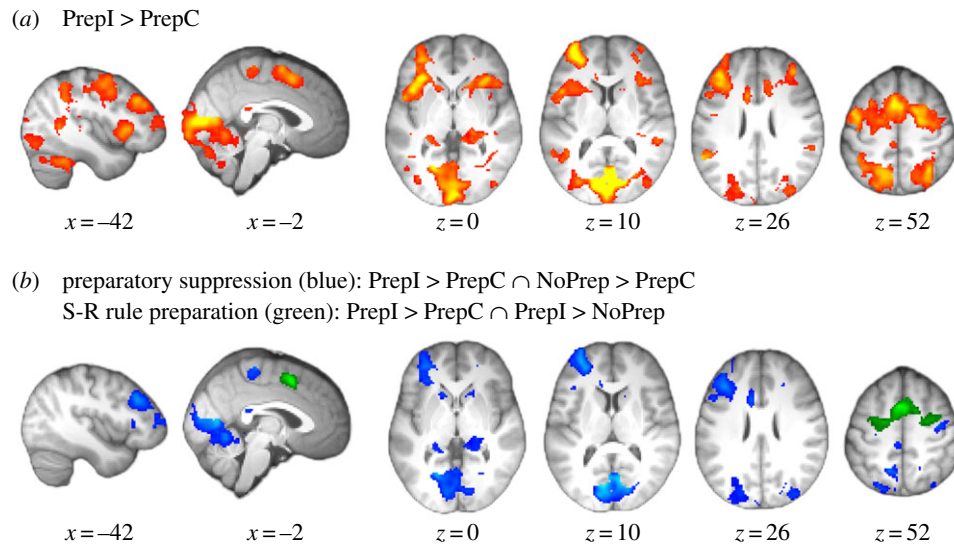 (a) PrepI > PrepC
x = –42 x = –2 z = 0 z = 10 z = 26 z = 52
(b) preparatory suppression (blue): PrepI > PrepC ∩ NoPrep > PrepC
S-R rule preparation (green): PrepI > PrepC ∩ PrepI > NoPrep
x = –42 x = –2 z = 0 z = 10 z = 26 z = 52